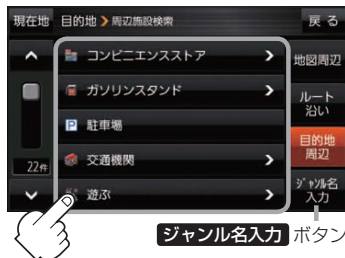 現在地 目的地 周辺施設検索 戻る
コンビニエンスストア
ガソリンスタンド
P 駐車場
交通機関
遊ぶ
22件
地図周辺
ルート
沿い
目的地
周辺
ジャンル名
入力
ジャンル名入力 ボタン